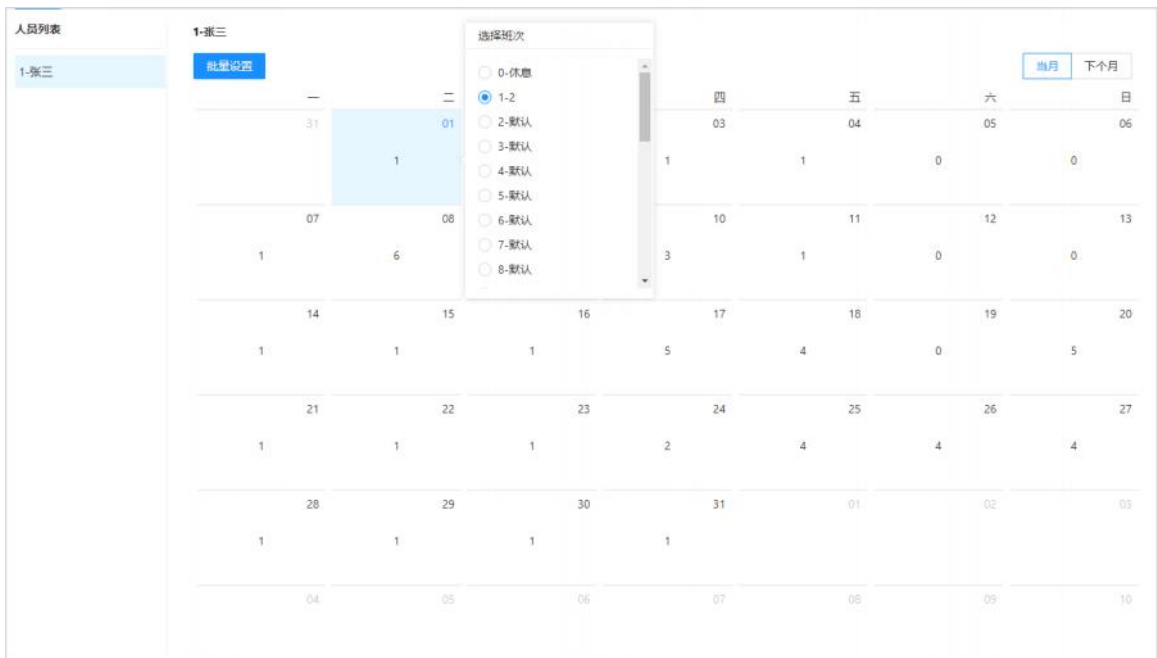 人员列表
1-张三
1-张三
批量设置
当月 下个月
选择班次
0-休息
1-2
2-默认
3-默认
4-默认
5-默认
6-默认
7-默认
8-默认
一 二 四 五 六 日
31 01 03 04 05 06
1 1 1 0 0
07 08 10 11 12 13
1 6 3 1 0 0
14 15 16 17 18 19 20
1 1 1 5 4 0 5
21 22 23 24 25 26 27
1 1 1 2 4 4 4
28 29 30 31 01 02 03
1 1 1 1
04 05 06 07 08 09 10